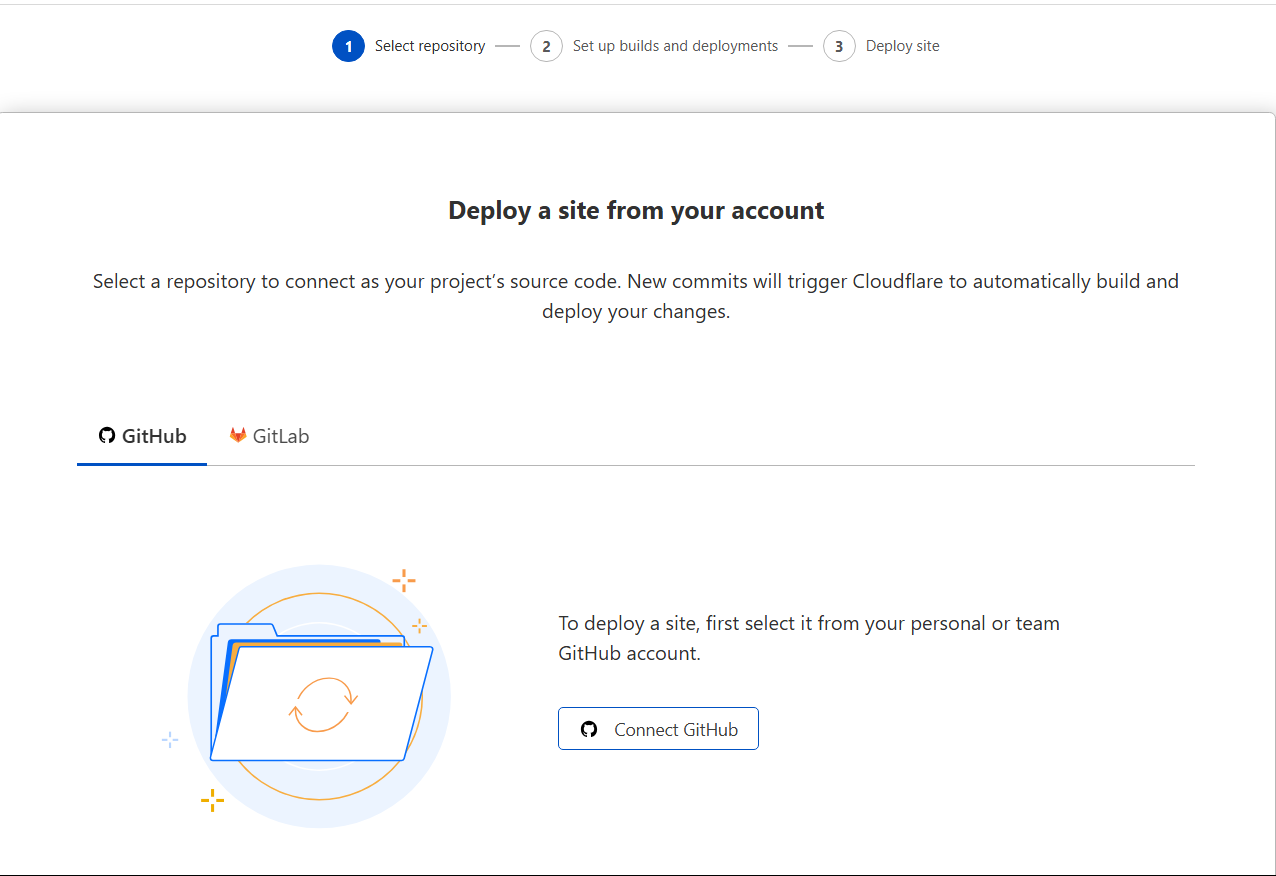 1 Select repository 2 Set up builds and deployments 3 Deploy site
Deploy a site from your account
Select a repository to connect as your project’s source code. New commits will trigger Cloudflare to automatically build and
deploy your changes.
GitHub GitLab
To deploy a site, first select it from your personal or team
GitHub account.
Connect GitHub